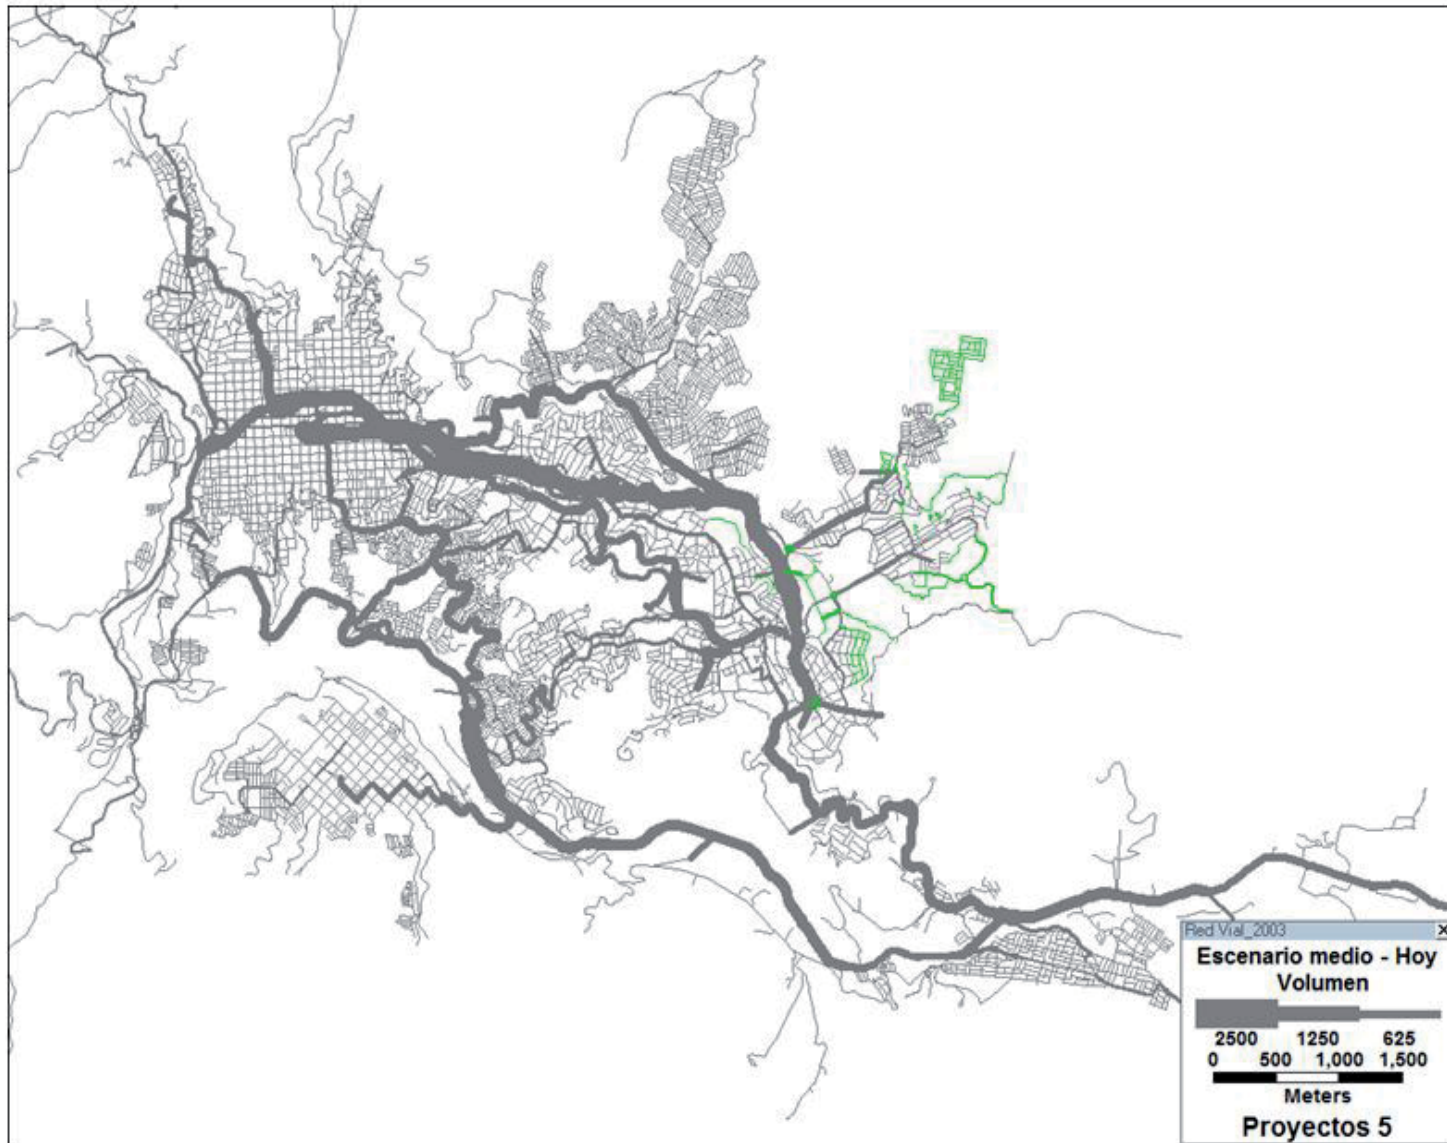 Red Vial_2003
X
Escenario medio - Hoy
Volumen
2500 1250 625
0 500 1,000 1,500
Meters
Proyectos 5